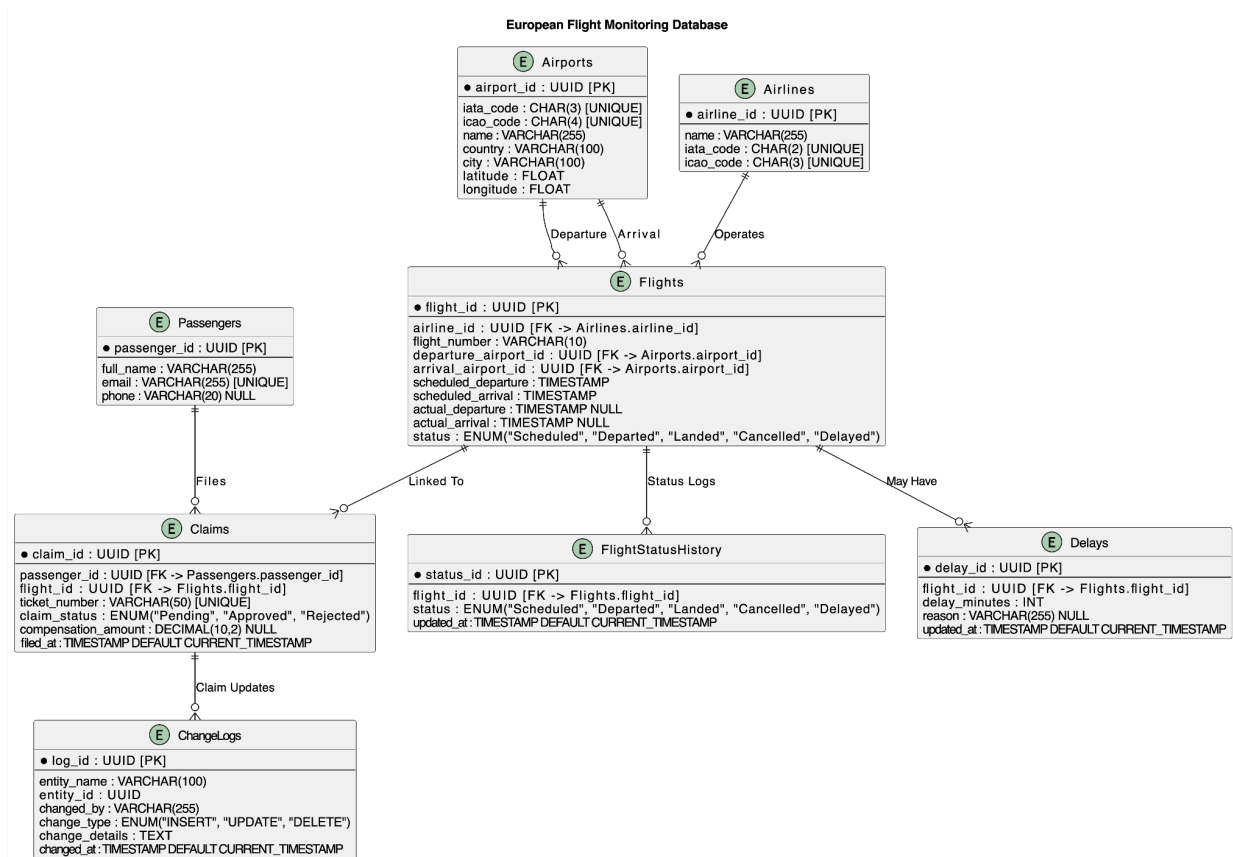 European Flight Monitoring Database
E Airports
airport_id : UUID [PK]
iata_code : CHAR(3) [UNIQUE]
icao_code : CHAR(4) [UNIQUE]
name : VARCHAR(255)
country : VARCHAR(100)
city : VARCHAR(100)
latitude : FLOAT
longitude : FLOAT
E Airlines
airline_id : UUID [PK]
name : VARCHAR(255)
iata_code : CHAR(2) [UNIQUE]
icao_code : CHAR(3) [UNIQUE]
Departure
Arrival
Operates
E Flights
flight_id : UUID [PK]
airline_id : UUID [FK -> Airlines.airline_id]
flight_number : VARCHAR(10)
departure_airport_id : UUID [FK -> Airports.airport_id]
arrival_airport_id : UUID [FK -> Airports.airport_id]
scheduled_departure : TIMESTAMP
scheduled_arrival : TIMESTAMP
actual_departure : TIMESTAMP NULL
actual_arrival : TIMESTAMP NULL
status : ENUM("Scheduled", "Departed", "Landed", "Cancelled", "Delayed")
E Passengers
passenger_id : UUID [PK]
full_name : VARCHAR(255)
email : VARCHAR(255) [UNIQUE]
phone : VARCHAR(20) NULL
Files
Linked To
Status Logs
May Have
E Claims
claim_id : UUID [PK]
passenger_id : UUID [FK -> Passengers.passenger_id]
flight_id : UUID [FK -> Flights.flight_id]
ticket_number : VARCHAR(50) [UNIQUE]
claim_status : ENUM("Pending", "Approved", "Rejected")
compensation_amount : DECIMAL(10,2) NULL
filed_at : TIMESTAMP DEFAULT CURRENT_TIMESTAMP
E FlightStatusHistory
status_id : UUID [PK]
flight_id : UUID [FK -> Flights.flight_id]
status : ENUM("Scheduled", "Departed", "Landed", "Cancelled", "Delayed")
updated_at : TIMESTAMP DEFAULT CURRENT_TIMESTAMP
E Delays
delay_id : UUID [PK]
flight_id : UUID [FK -> Flights.flight_id]
delay_minutes : INT
reason : VARCHAR(255) NULL
updated_at : TIMESTAMP DEFAULT CURRENT_TIMESTAMP
Claim Updates
E ChangeLogs
log_id : UUID [PK]
entity_name : VARCHAR(100)
entity_id : UUID
changed_by : VARCHAR(255)
change_type : ENUM("INSERT", "UPDATE", "DELETE")
change_details : TEXT
changed_at : TIMESTAMP DEFAULT CURRENT_TIMESTAMP